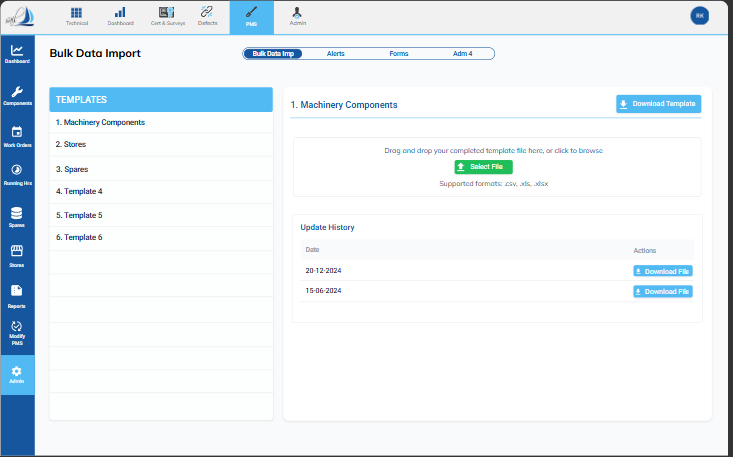 Technical
Dashboard
Cert & Surveys
Defects
PMS
Admin
RK
Bulk Data Import
Bulk Data Imp
Alerts
Forms
Adm 4
Dashboard
Components
Work Orders
Running Hrs
Spares
Stores
Reports
Modify
PMS
Admin
TEMPLATES
1. Machinery Components
2. Stores
3. Spares
4. Template 4
5. Template 5
6. Template 6
1. Machinery Components
Download Template
Drag and drop your completed template file here, or click to browse
Select File
Supported formats: .csv, .xls, .xlsx
Update History
Date Actions
20-12-2024 Download File
15-06-2024 Download File